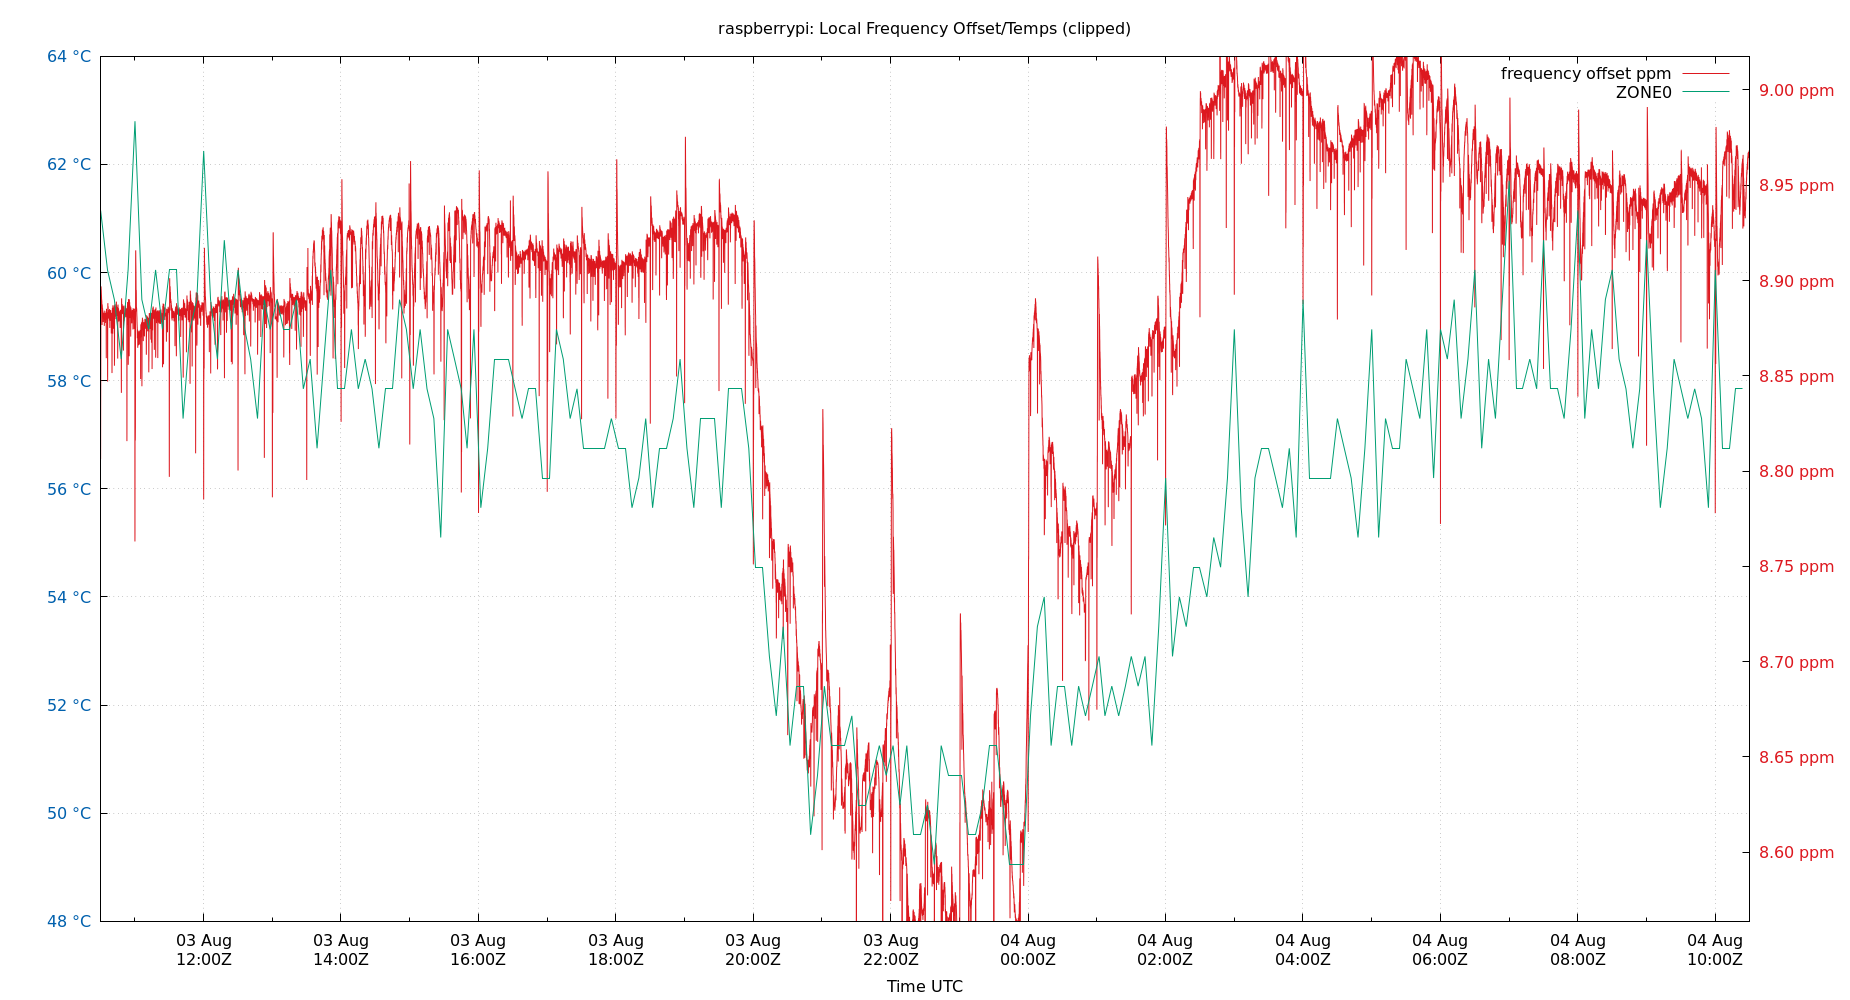 raspberrypi: Local Frequency Offset/Temps (clipped)
frequency offset ppm
ZONE0
64 °C
62 °C
60 °C
58 °C
56 °C
54 °C
52 °C
50 °C
48 °C
9.00 ppm
8.95 ppm
8.90 ppm
8.85 ppm
8.80 ppm
8.75 ppm
8.70 ppm
8.65 ppm
8.60 ppm
03 Aug 03 Aug 03 Aug 03 Aug 03 Aug 03 Aug 04 Aug 04 Aug 04 Aug 04 Aug 04 Aug 04 Aug
12:00Z 14:00Z 16:00Z 18:00Z 20:00Z 22:00Z 00:00Z 02:00Z 04:00Z 06:00Z 08:00Z 10:00Z
Time UTC